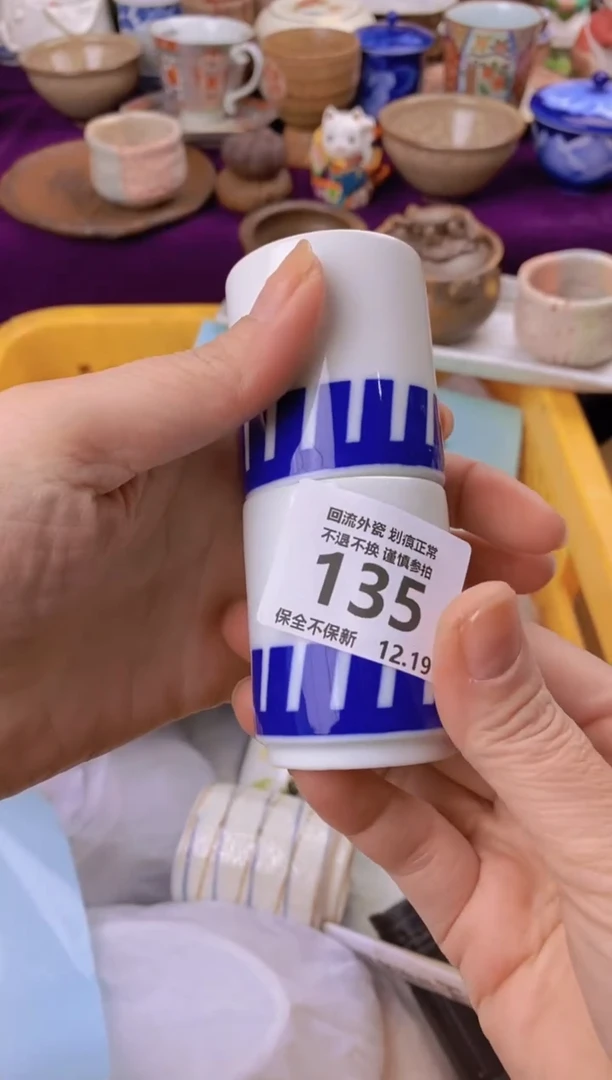 回流外瓷 划痕正常
不退不换 谨慎参拍
135
保全不保新 12.19